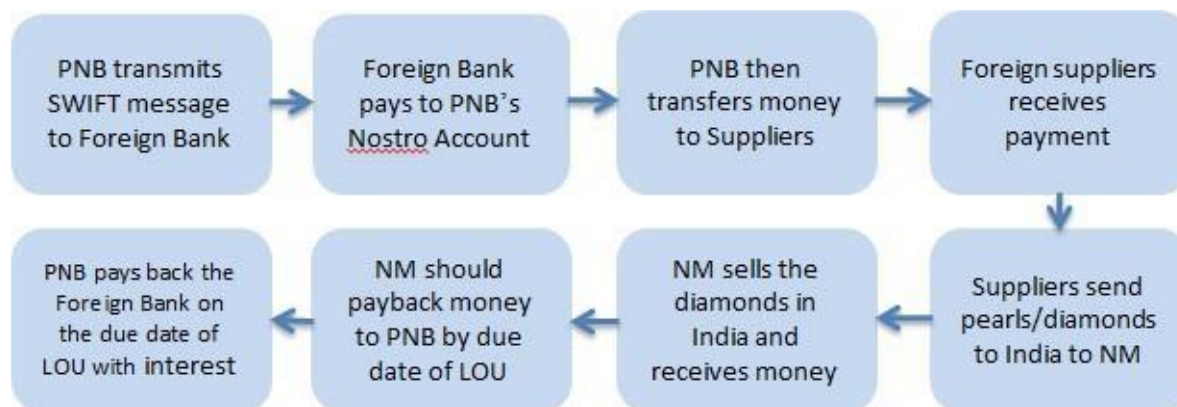 PNB transmits
SWIFT message
to Foreign Bank
Foreign Bank
pays to PNB`s
Nostro Account
PNB then
transfers money
to Suppliers
Foreign suppliers
receives
payment
Suppliers send
pearls/diamonds
to India to NM
NM sells the
diamonds in
India and
receives money
NM should
payback money
to PNB by due
date of LOU
PNB pays back the
Foreign Bank on
the due date of
LOU with interest